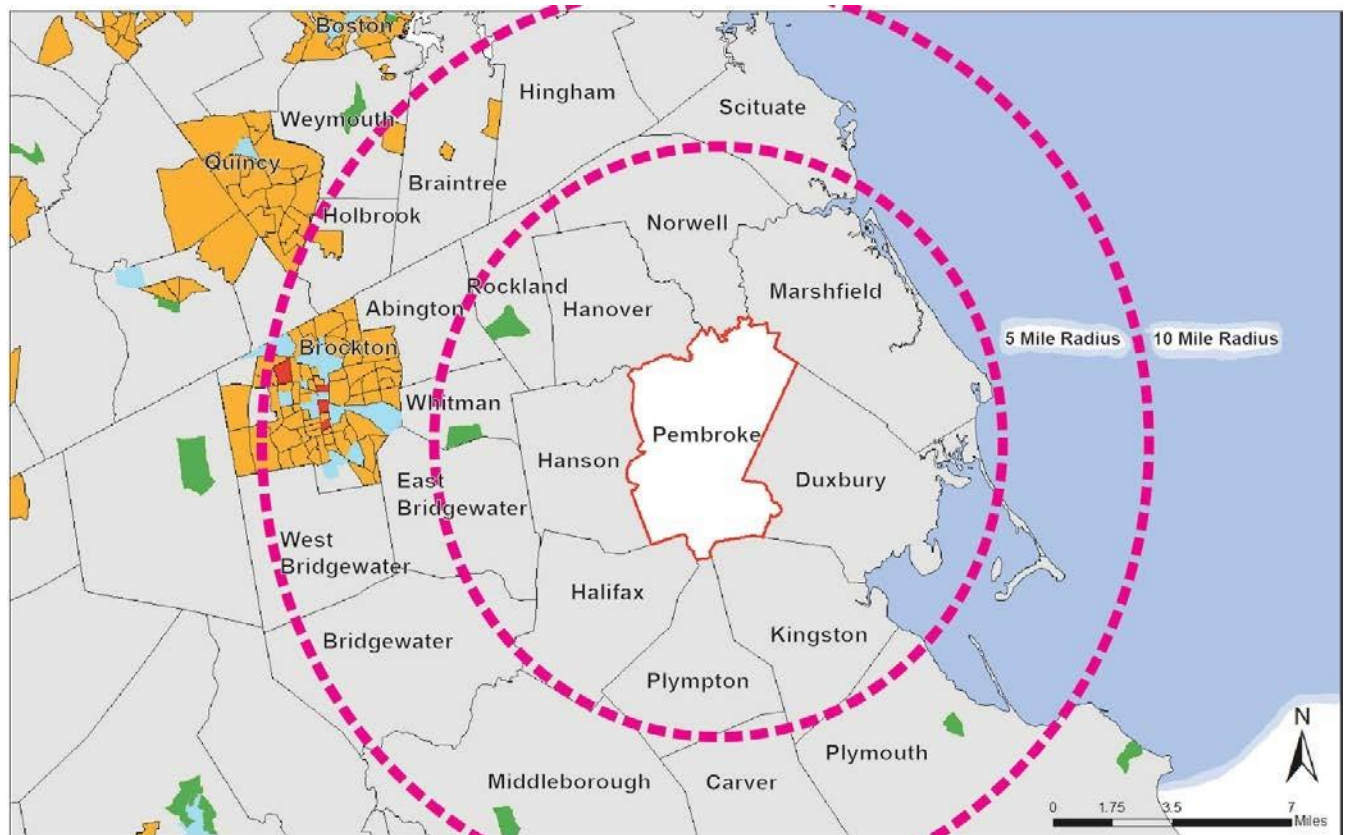 Boston
Hingham
Scituate
Weymouth
Quincy
Braintree
Holbrook
Norwell
Rockland
Marshfield
Abington
Hanover
5 Mile Radius
10 Mile Radius
Brockton
Whitman
Pembroke
Hanson
East
Bridgewater
Duxbury
West
Bridgewater
Halifax
Bridgewater
Kingston
Plympton
N
Plymouth
Middleborough
Carver
0 1.75 3.5 7
Miles